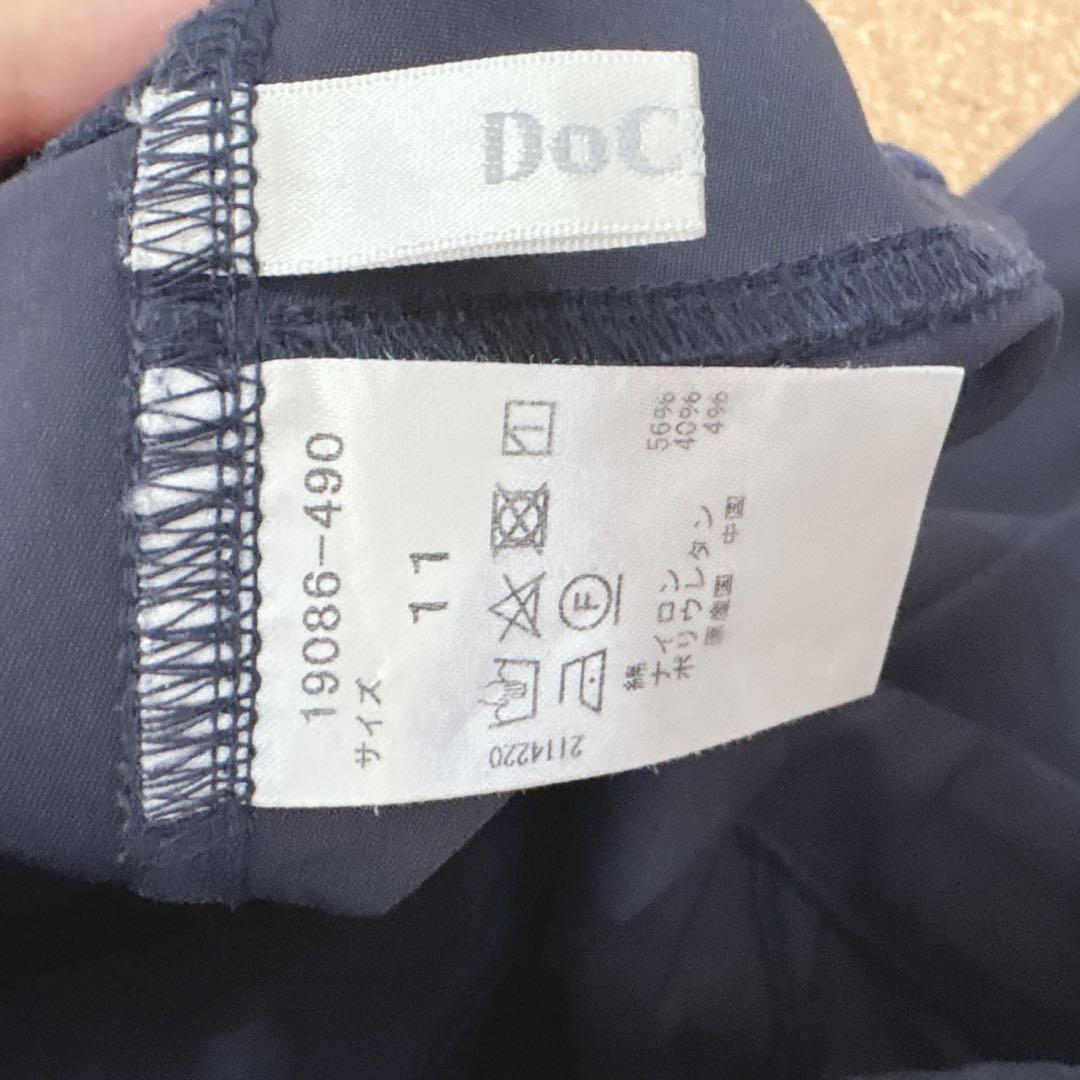 DoC
19086-490
サイズ
11
F
2114220
綿 56%
ナイロン 40%
ポリウレタン 4%
原産国 中国